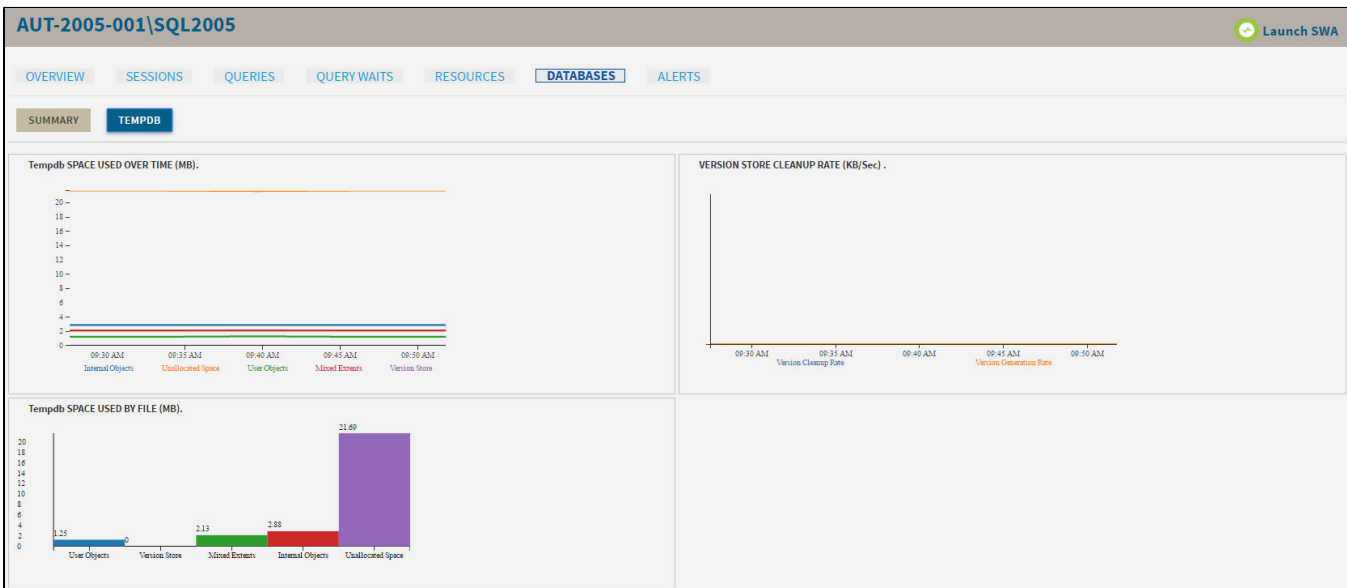 AUT-2005-001\SQL2005
Launch SWA
OVERVIEW SESSIONS QUERIES QUERY WAITS RESOURCES DATABASES ALERTS
SUMMARY TEMPDB
Tempdb SPACE USED OVER TIME (MB).
20
18
16
14
12
10
8
6
4
2
0
09:30 AM 09:35 AM 09:40 AM 09:45 AM 09:50 AM
Internal Objects Unallocated Space User Objects Mixed Extents Version Store
VERSION STORE CLEANUP RATE (KB/Sec) .
09:30 AM 09:35 AM 09:40 AM 09:45 AM 09:50 AM
Version Cleanup Rate Version Generation Rate
Tempdb SPACE USED BY FILE (MB).
20
18
16
14
12
10
8
6
4
2
0
1.25
0
2.13
2.88
21.69
User Objects Version Store Mixed Extents Internal Objects Unallocated Space